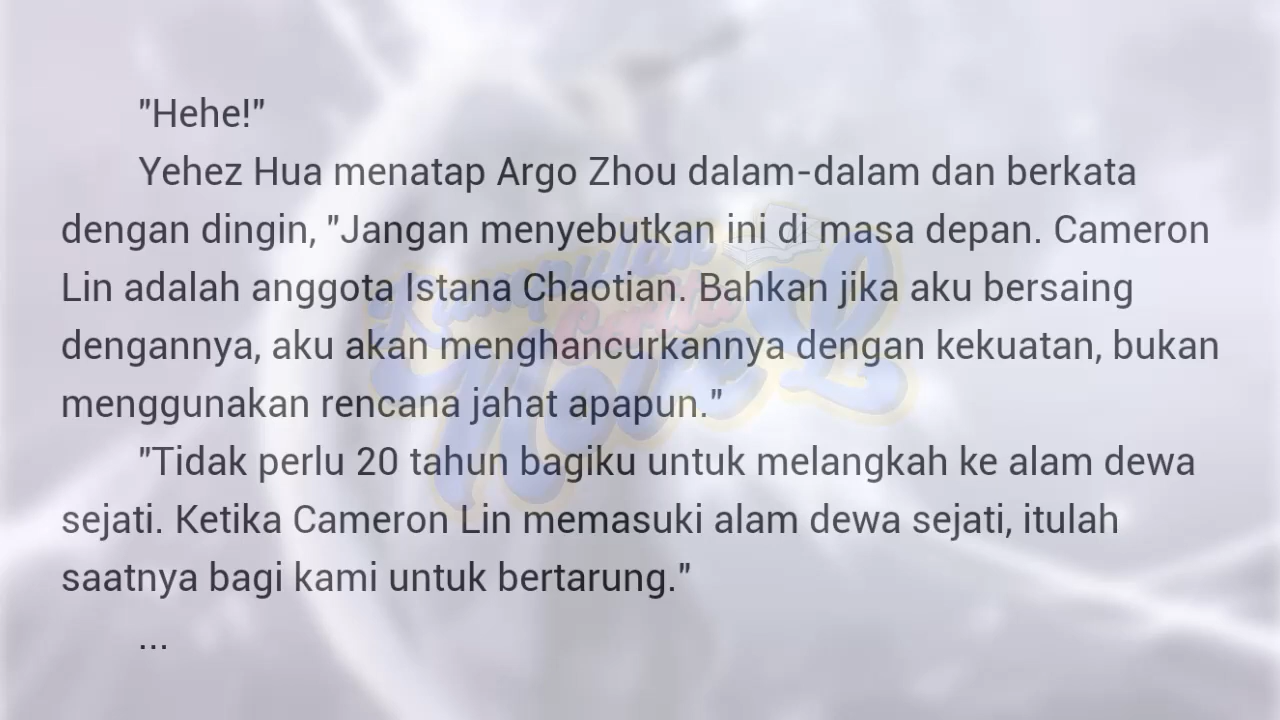 "Hehe!"
Yehez Hua menatap Argo Zhou dalam-dalam dan berkata
dengan dingin, "Jangan menyebutkan ini di masa depan. Cameron
Lin adalah anggota Istana Chaotian. Bahkan jika aku bersaing
dengannya, aku akan menghancurkannya dengan kekuatan, bukan
menggunakan rencana jahat apapun."
"Tidak perlu 20 tahun bagiku untuk melangkah ke alam dewa
sejati. Ketika Cameron Lin memasuki alam dewa sejati, itulah
saatnya bagi kami untuk bertarung."
...
Kumpulan
Cerita
Novel